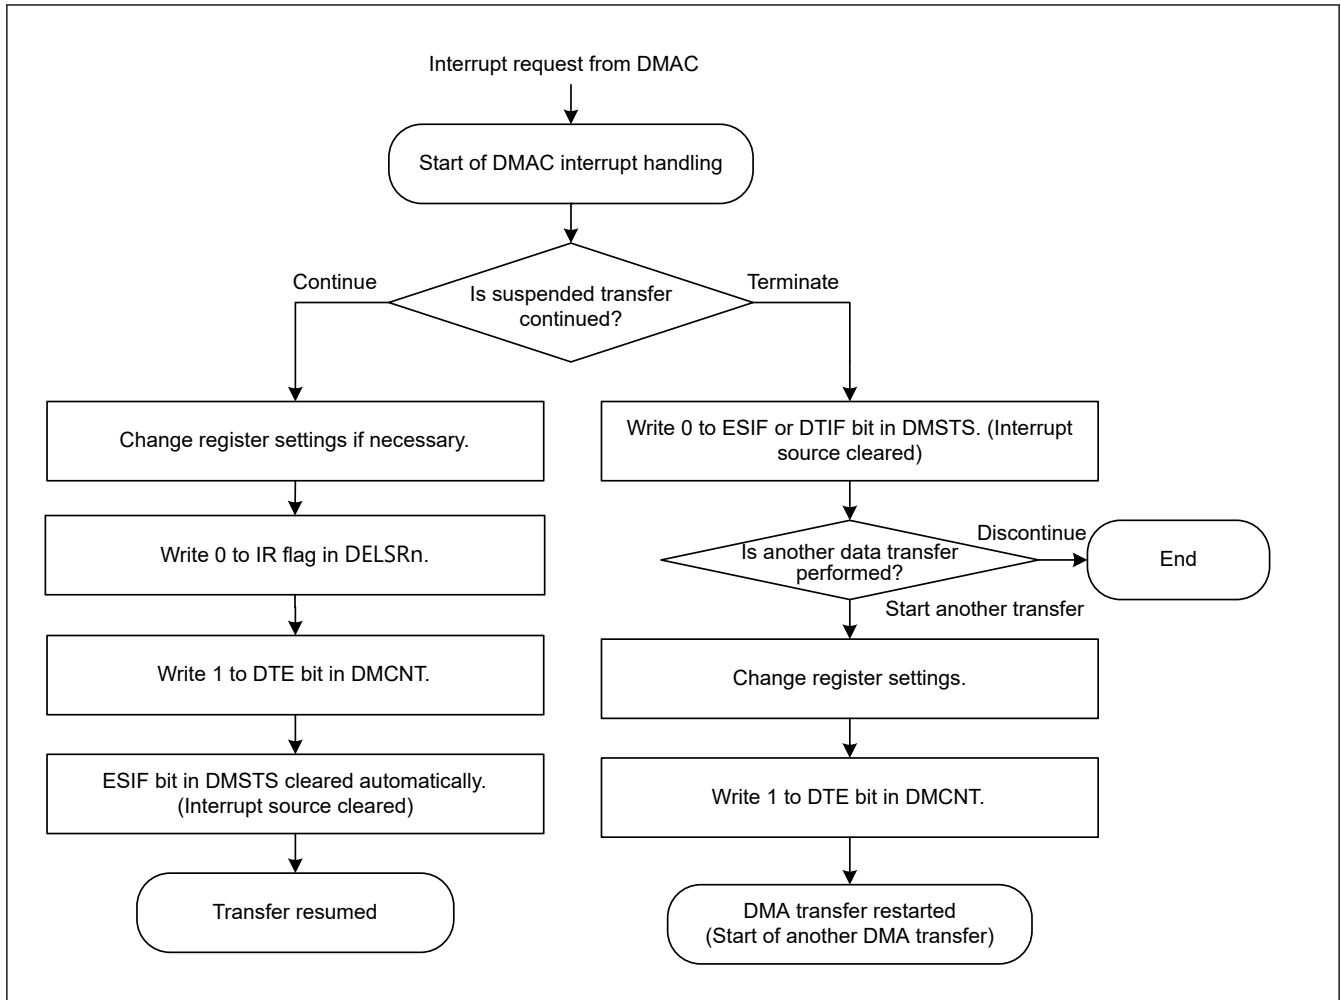 Interrupt request from DMAC
Start of DMAC interrupt handling
Is suspended transfer
continued?
Continue
Terminate
Change register settings if necessary.
Write 0 to IR flag in DELSRn.
Write 1 to DTE bit in DMCNT.
ESIF bit in DMSTS cleared automatically.
(Interrupt source cleared)
Transfer resumed
Write 0 to ESIF or DTIF bit in DMSTS. (Interrupt
source cleared)
Is another data transfer
performed?
Discontinue
End
Start another transfer
Change register settings.
Write 1 to DTE bit in DMCNT.
DMA transfer restarted
(Start of another DMA transfer)